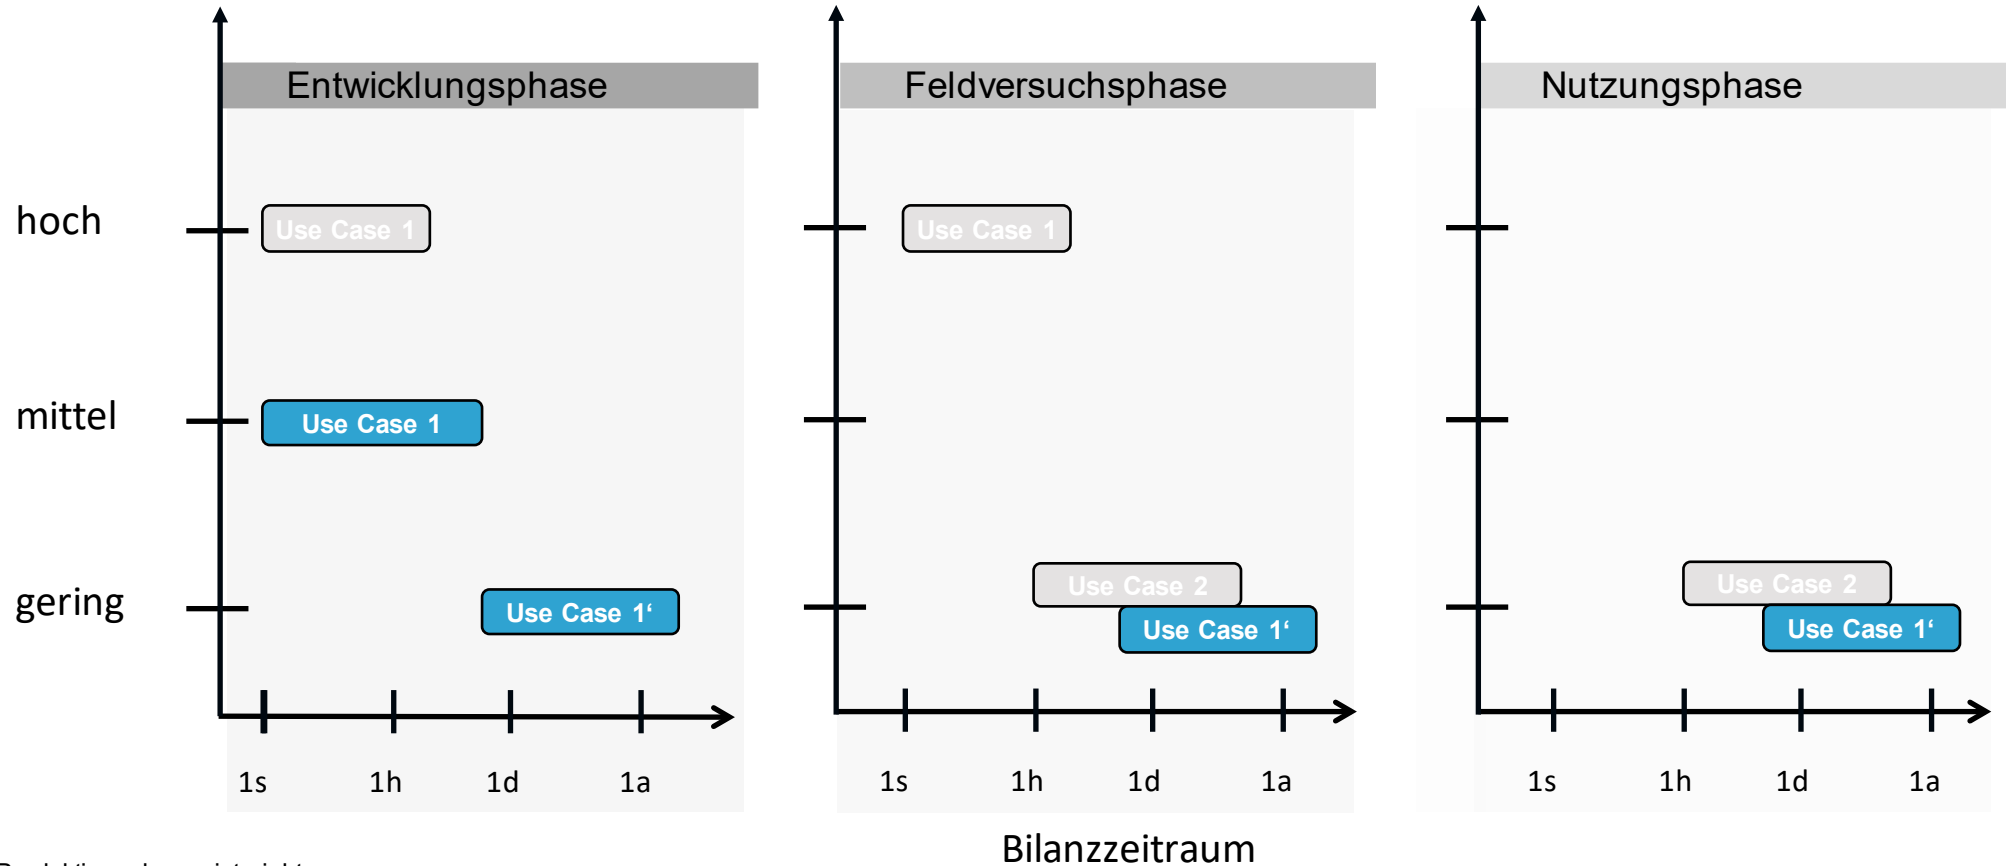 Entwicklungsphase
Feldversuchsphase
Nutzungsphase
hoch
Use Case 1
Use Case 1
mittel
Use Case 1
gering
Use Case 1‘
Use Case 2
Use Case 1‘
Use Case 2
Use Case 1‘
1s 1h 1d 1a
1s 1h 1d 1a
1s 1h 1d 1a
Bilanzzeitraum